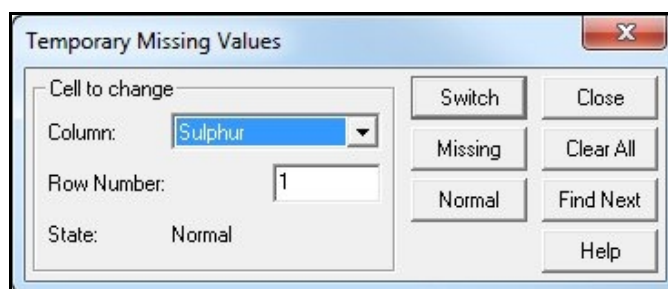 Temporary Missing Values
Cell to change
Column: Sulphur
Row Number: 1
State: Normal
Switch
Missing
Normal
Close
Clear All
Find Next
Help